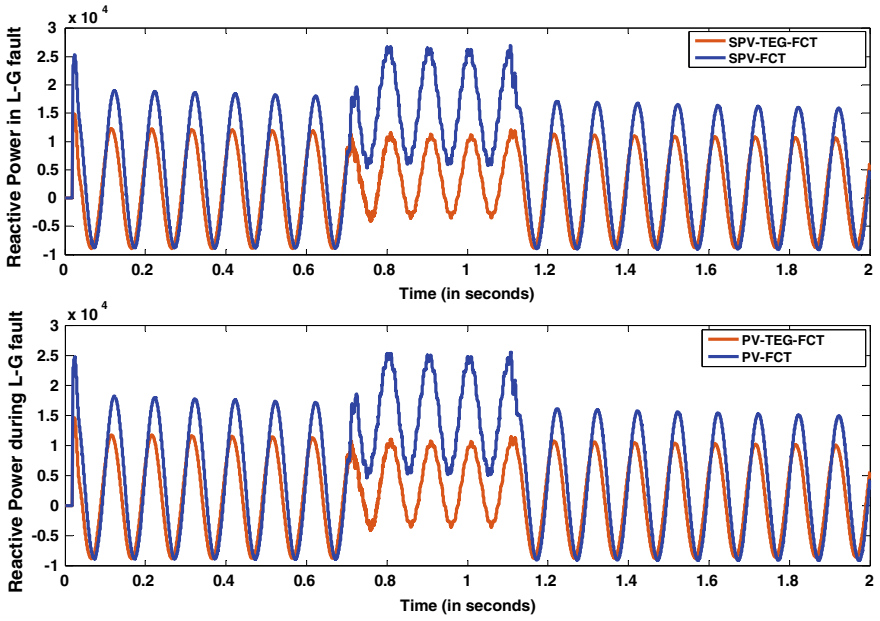 x 10 4
Reactive Power in L-G fault
3
2.5
2
1.5
1
0.5
0
-0.5
-1
SPV-TEG-FCT
SPV-FCT
0 0.2 0.4 0.6 0.8 1 1.2 1.4 1.6 1.8 2
Time (in seconds)
x 10 4
Reactive Power during L-G fault
3
2.5
2
1.5
1
0.5
0
-0.5
-1
PV-TEG-FCT
PV-FCT
0 0.2 0.4 0.6 0.8 1 1.2 1.4 1.6 1.8 2
Time (in seconds)